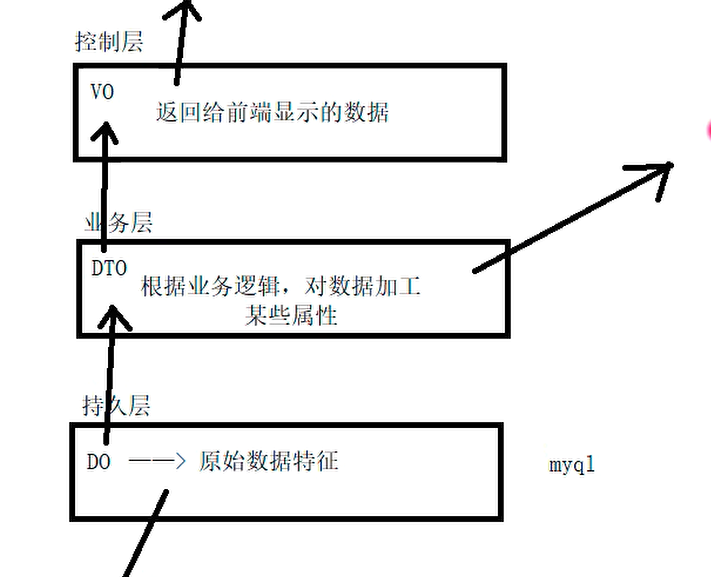 控制层
VO
返回给前端显示的数据
业务层
DTO
根据业务逻辑，对数据加工
某些属性
持久层
DO ——> 原始数据特征
myql